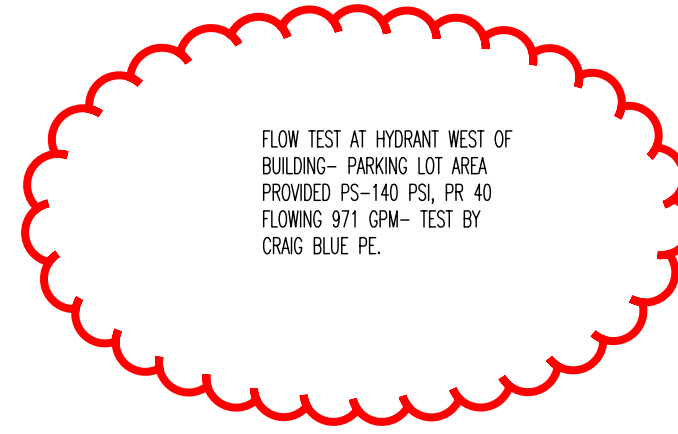 FLOW TEST AT HYDRANT WEST OF
BUILDING– PARKING LOT AREA
PROVIDED PS–140 PSI, PR 40
FLOWING 971 GPM– TEST BY
CRAIG BLUE PE.